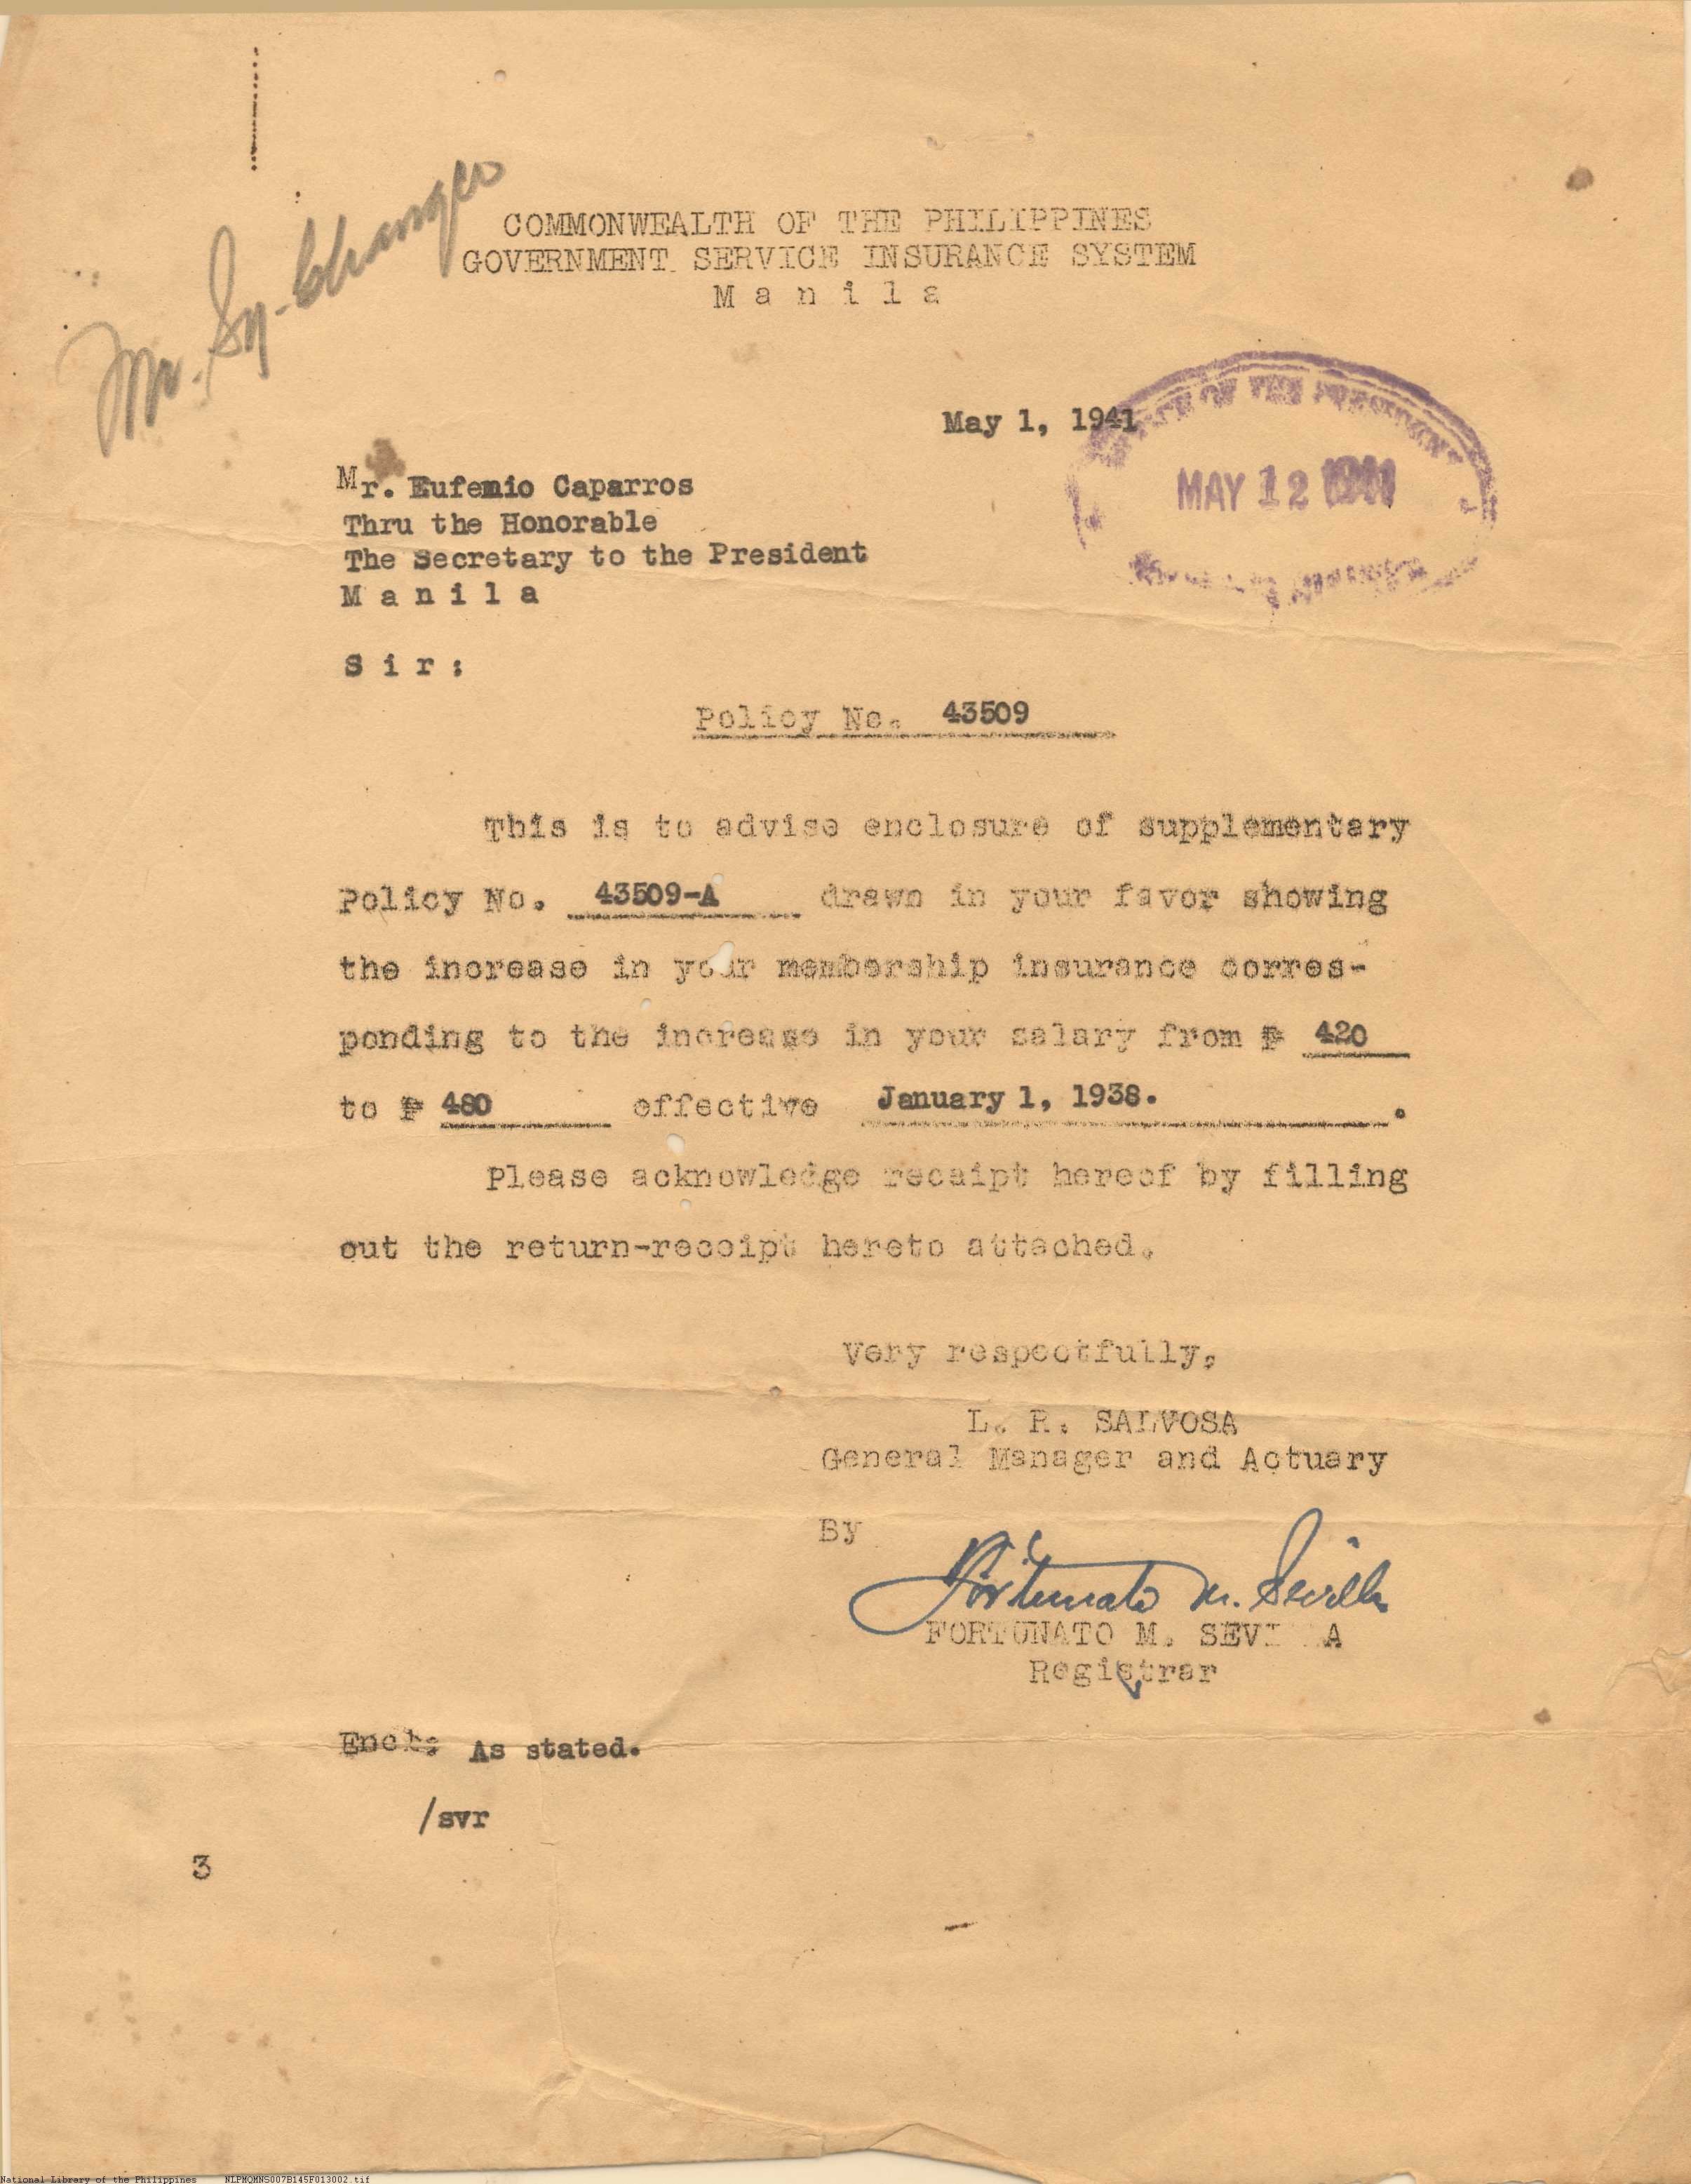 Mr. Sy-Changco
COMMONWEALTH OF THE PHILIPPINES
GOVERNMENT SERVICE INSURANCE SYSTEM
M a n i l a
May 1, 1941
OFFICE OF THE PRESIDENT
MAY 12 1941
Mr. Eufemio Caparros
Thru the Honorable
The Secretary to the President
M a n i l a
S i r :
Policy No. 43509
This is to advise enclosure of supplementary
Policy No. 43509-A drawn in your favor showing
the increase in your membership insurance corres-
ponding to the increase in your salary from ₱ 420
to ₱ 480 effective January 1, 1938. .
Please acknowledge receipt hereof by filling
out the return-receipt hereto attached.
Very respectfully,
L. R. SALVOSA
General Manager and Actuary
By
Fortunato M. Sevilla
FORTUNATO M. SEVI  A
Registrar
Encl: As stated.
/svr
3
National Library of the Philippines NLPMQMNS007B145F013002.tif